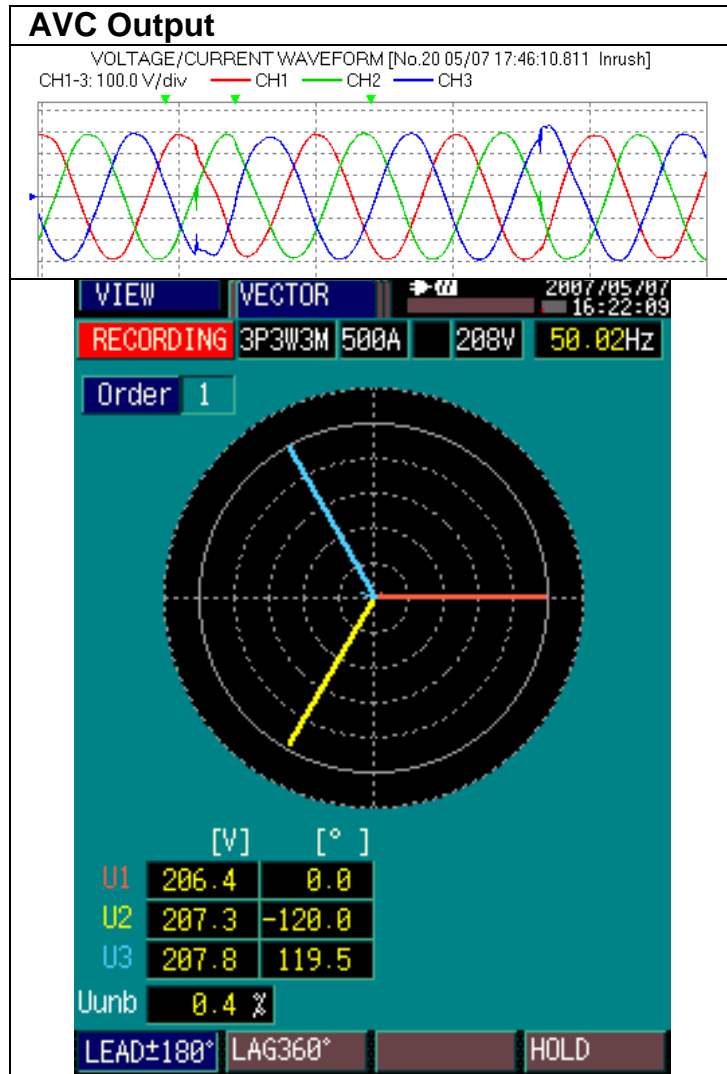 AVC Output
VOLTAGE/CURRENT WAVEFORM [No.20 05/07 17:46:10.811 Inrush]
CH1-3: 100.0 V/div CH1 CH2 CH3
VIEW VECTOR 2007/05/07
16:22:09
RECORDING 3P3W3M 500A 208V 50.02Hz
Order 1
[V] [° ]
U1 206.4 0.0
U2 207.3 -120.0
U3 207.8 119.5
Uunb 0.4 %
LEAD±180° LAG360° HOLD